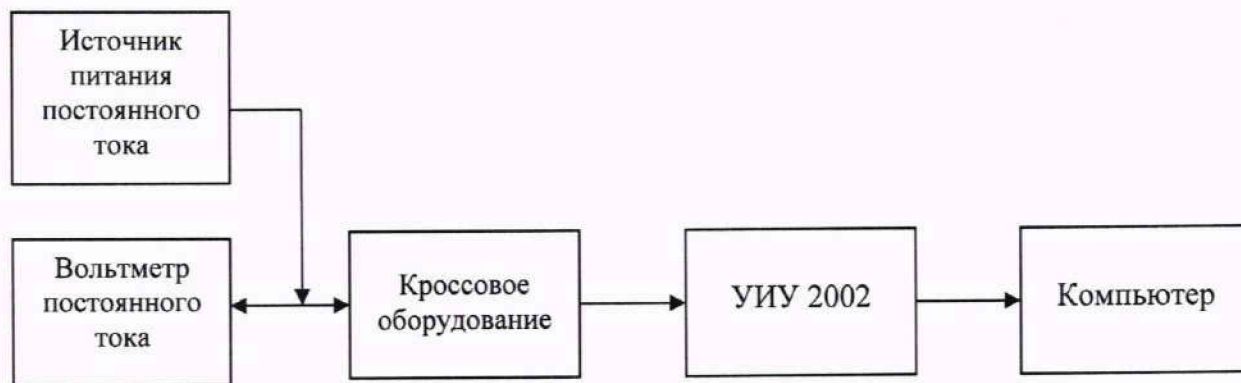 Источник
питания
постоянного
тока
Вольтметр
постоянного
тока
Кроссовое
оборудование
УИУ 2002
Компьютер